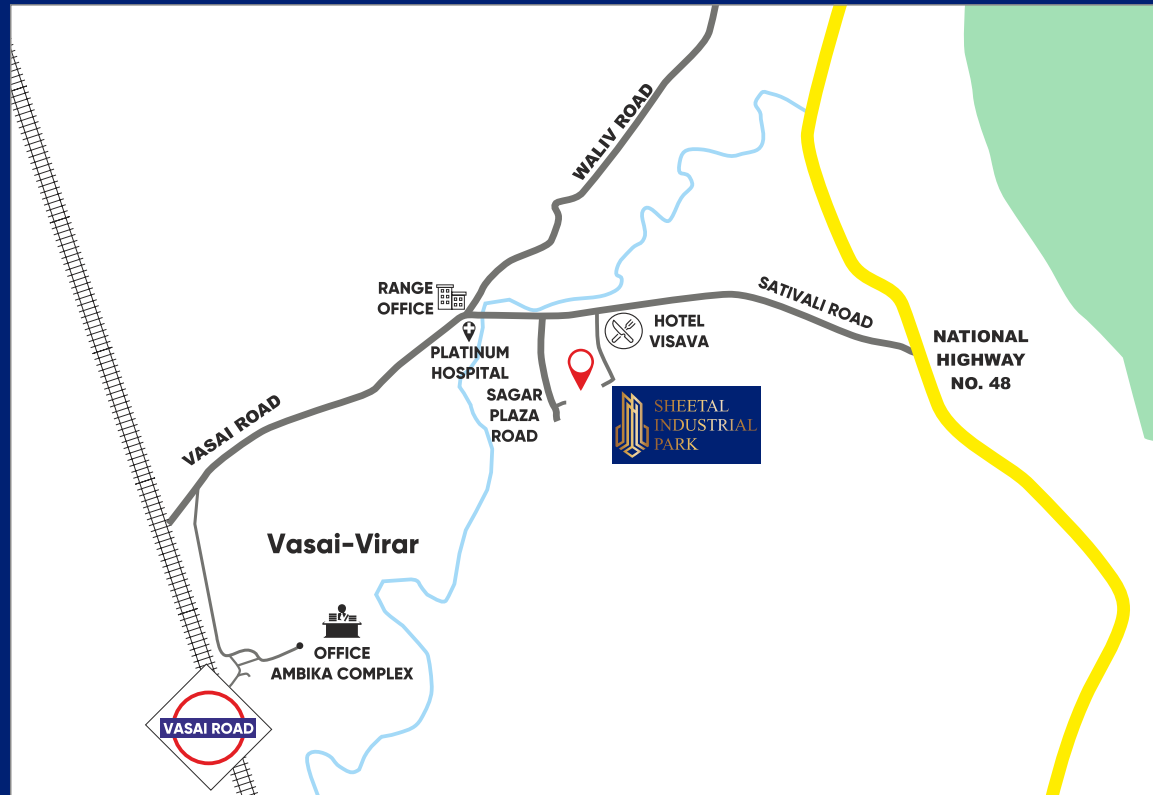 WALIV ROAD
RANGE
OFFICE
SATIVALI ROAD
HOTEL
VISAVA
NATIONAL
HIGHWAY
NO. 48
PLATINUM
HOSPITAL
SAGAR
PLAZA
ROAD
SHEETAL
INDUSTRIAL
PARK
VASAI ROAD
Vasai-Virar
OFFICE
AMBIKA COMPLEX
VASAI ROAD